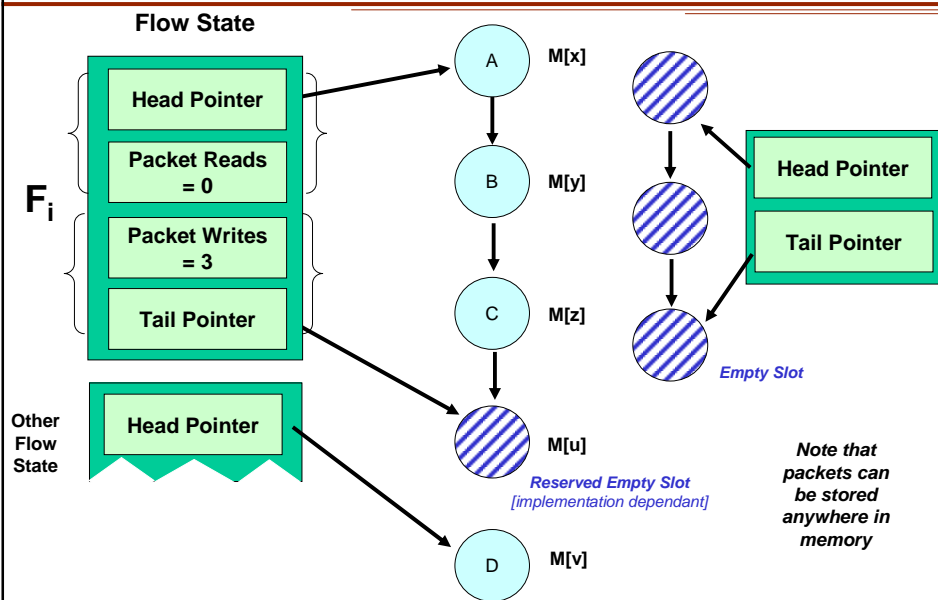 Flow State
F_i
Head Pointer
Packet Reads
= 0
Packet Writes
= 3
Tail Pointer
Other
Flow
State
Head Pointer
A
M[x]
B
M[y]
C
M[z]
M[u]
Reserved Empty Slot
[implementation dependant]
D
M[v]
Head Pointer
Tail Pointer
Empty Slot
Note that
packets can
be stored
anywhere in
memory